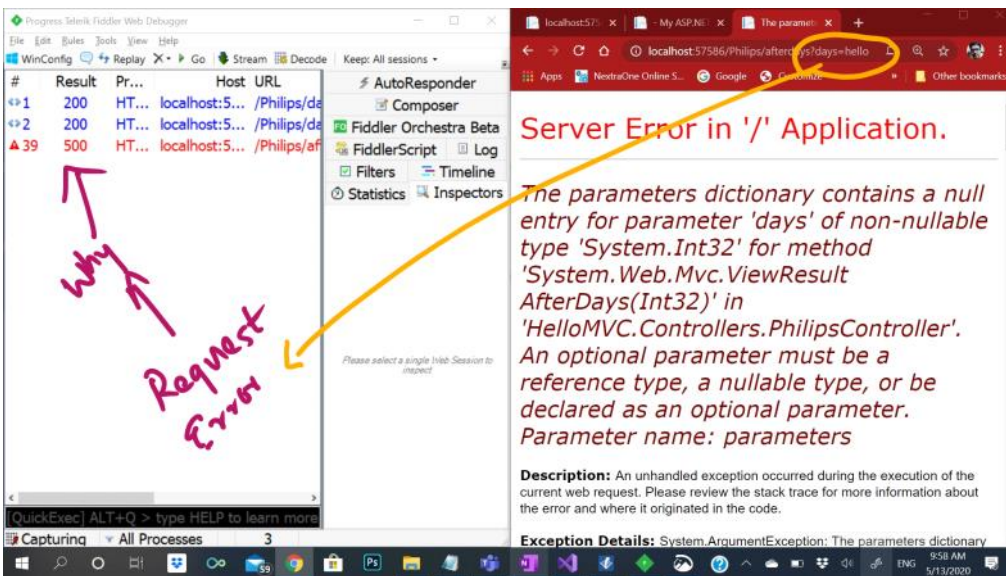 Progress Telerik Fiddler Web Debugger
File Edit Rules Tools View Help
WinConfig Replay X Go Stream Decode Keep: All sessions
# Result Pr... Host URL
1 200 HT... localhost:5... /Philips/da
2 200 HT... localhost:5... /Philips/da
39 500 HT... localhost:5... /Philips/af
AutoResponder
Composer
Fiddler Orchestra Beta
FiddlerScript Log
Filters Timeline
Statistics Inspectors
Please select a single Web Session to
inspect
Why
Request
Error
[QuickExec] ALT+Q > type HELP to learn more
Capturing All Processes 3
localhost:575 - My ASP.NE The paramet
localhost:57586/Philips/afterdays?days=hello
Apps NextraOne Online S... Google Customize » Other bookmarks
Server Error in '/' Application.
The parameters dictionary contains a null
entry for parameter 'days' of non-nullable
type 'System.Int32' for method
'System.Web.Mvc.ViewResult
AfterDays(Int32)' in
'HelloMVC.Controllers.PhilipsController'.
An optional parameter must be a
reference type, a nullable type, or be
declared as an optional parameter.
Parameter name: parameters
Description: An unhandled exception occurred during the execution of the
current web request. Please review the stack trace for more information about
the error and where it originated in the code.
Exception Details: System.ArgumentException: The parameters dictionary
59 Ps ENG 9:58 AM
5/13/2020